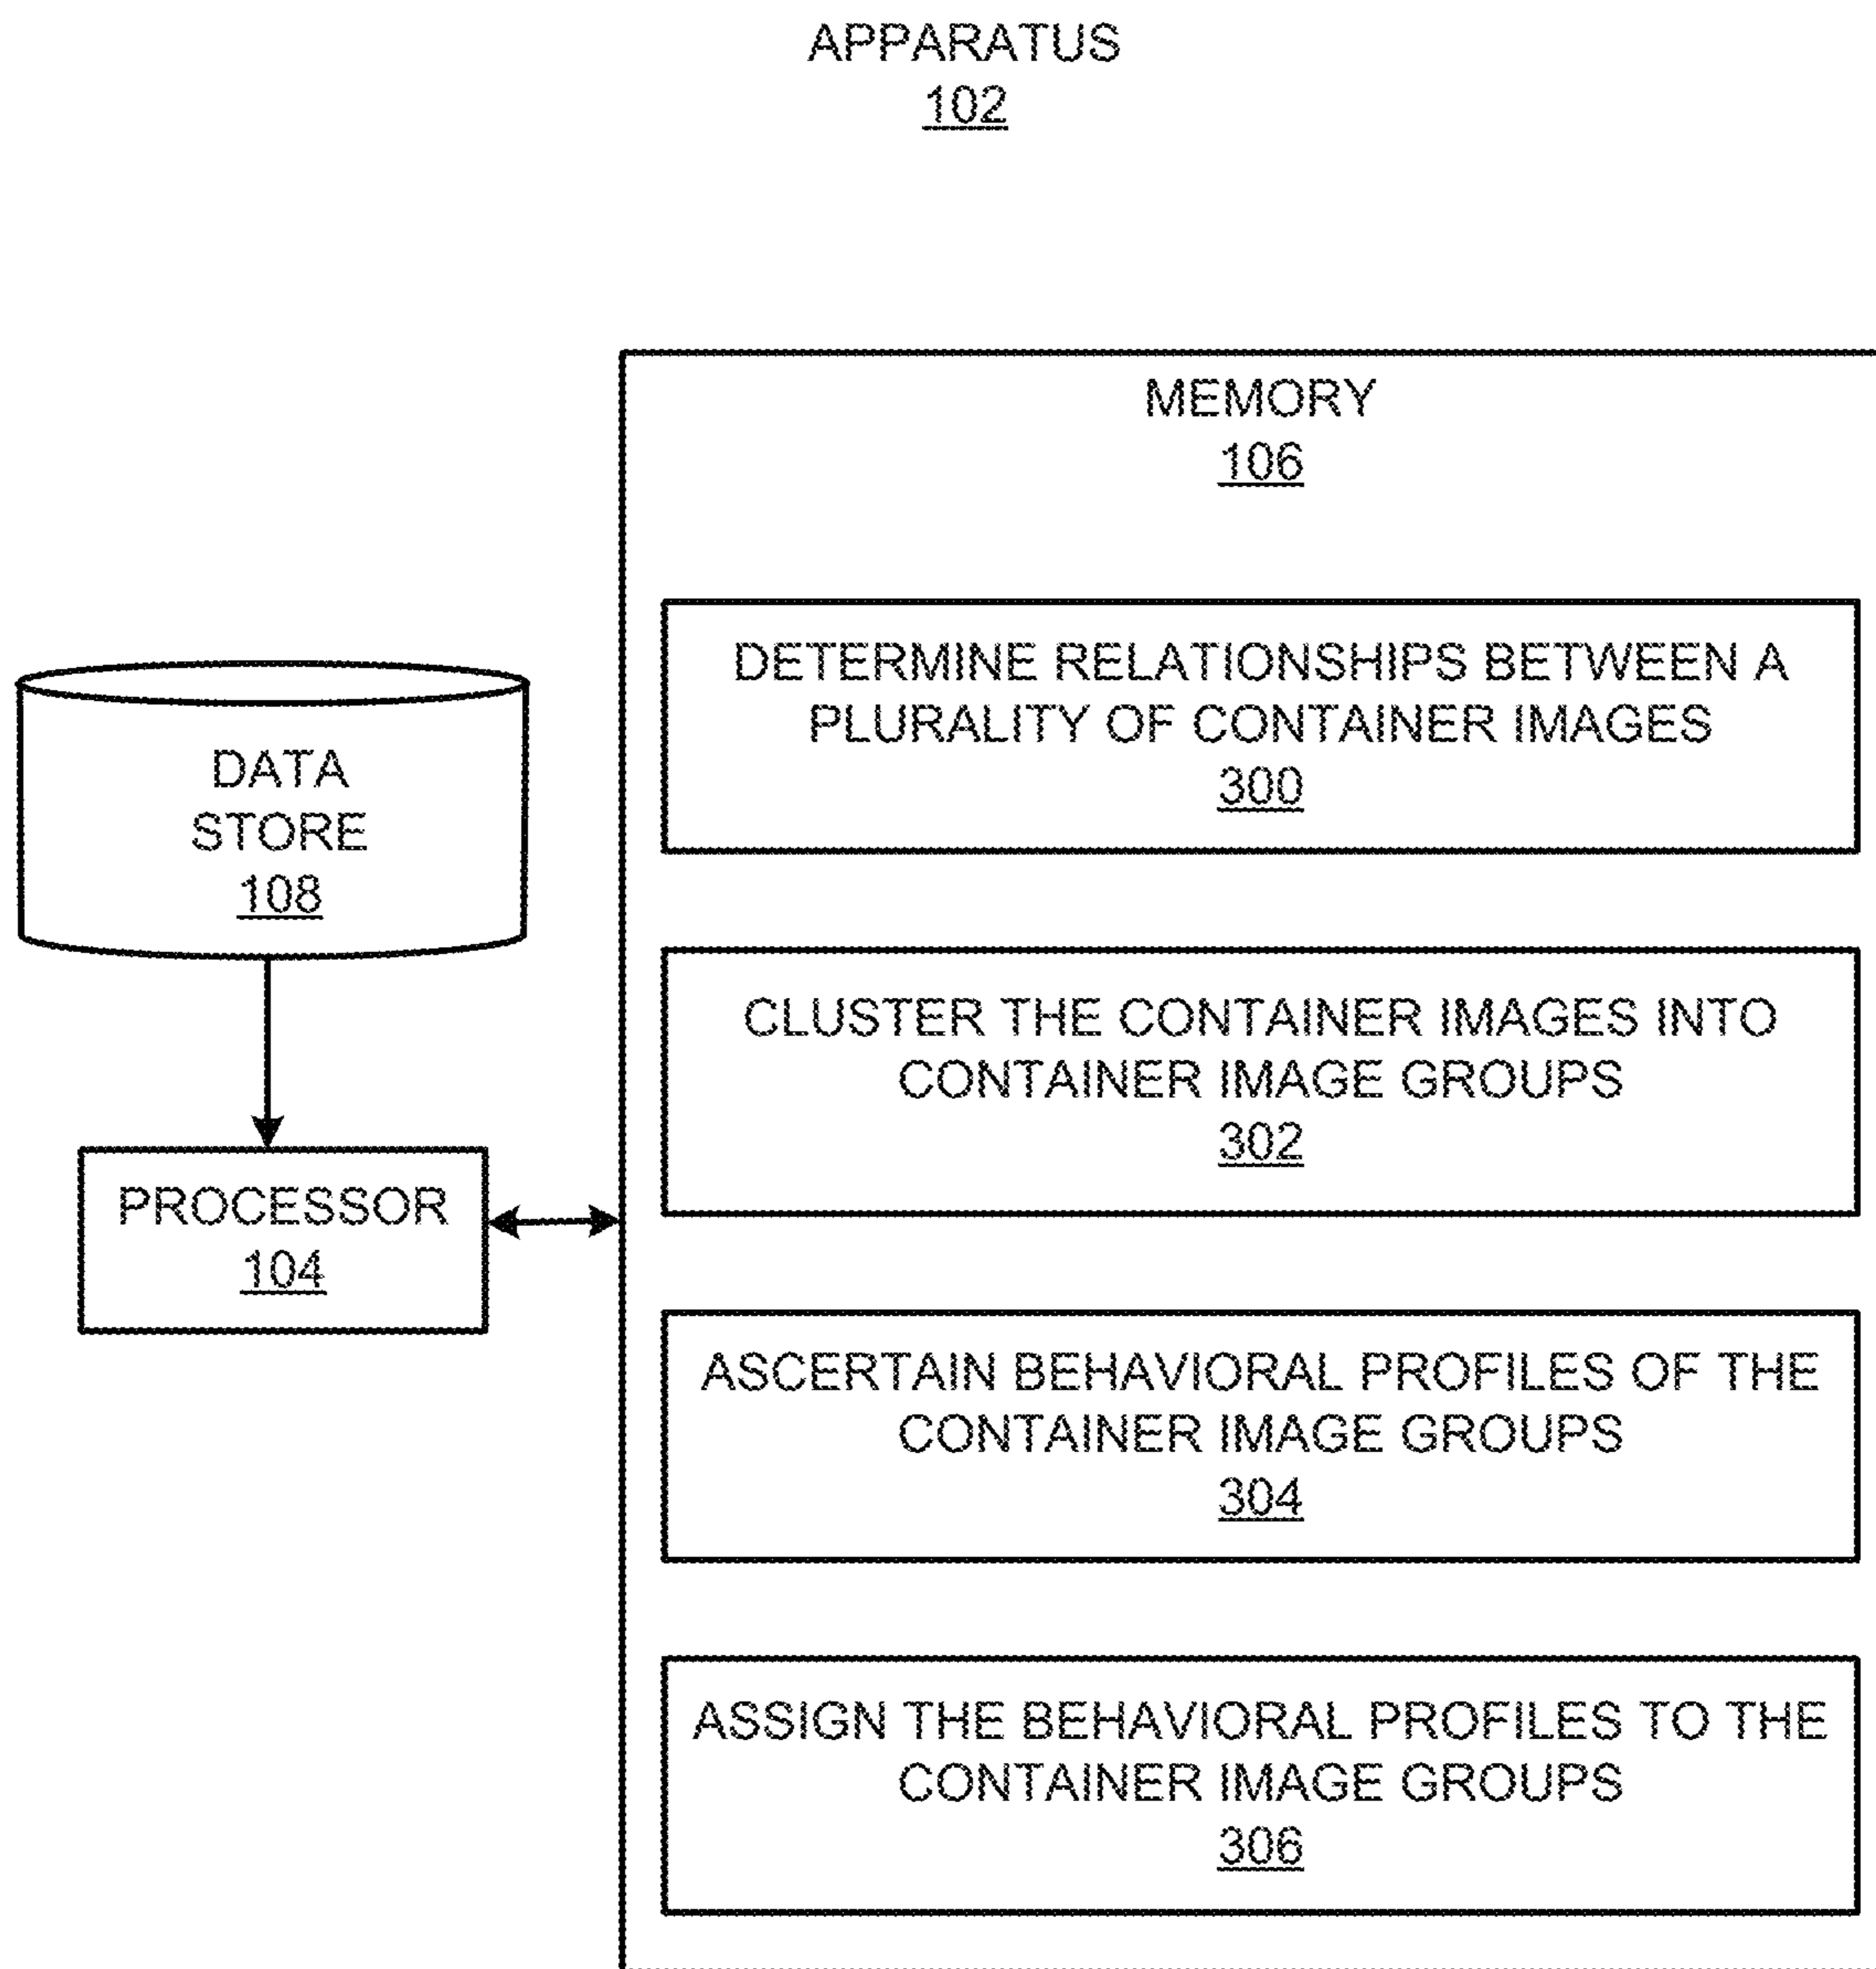 APPARATUS
102
MEMORY
106
DETERMINE RELATIONSHIPS BETWEEN A
PLURALITY OF CONTAINER IMAGES
300
DATA
STORE
108
CLUSTER THE CONTAINER IMAGES INTO
CONTAINER IMAGE GROUPS
302
PROCESSOR
104
ASCERTAIN BEHAVIORAL PROFILES OF THE
CONTAINER IMAGE GROUPS
304
ASSIGN THE BEHAVIORAL PROFILES TO THE
CONTAINER IMAGE GROUPS
306